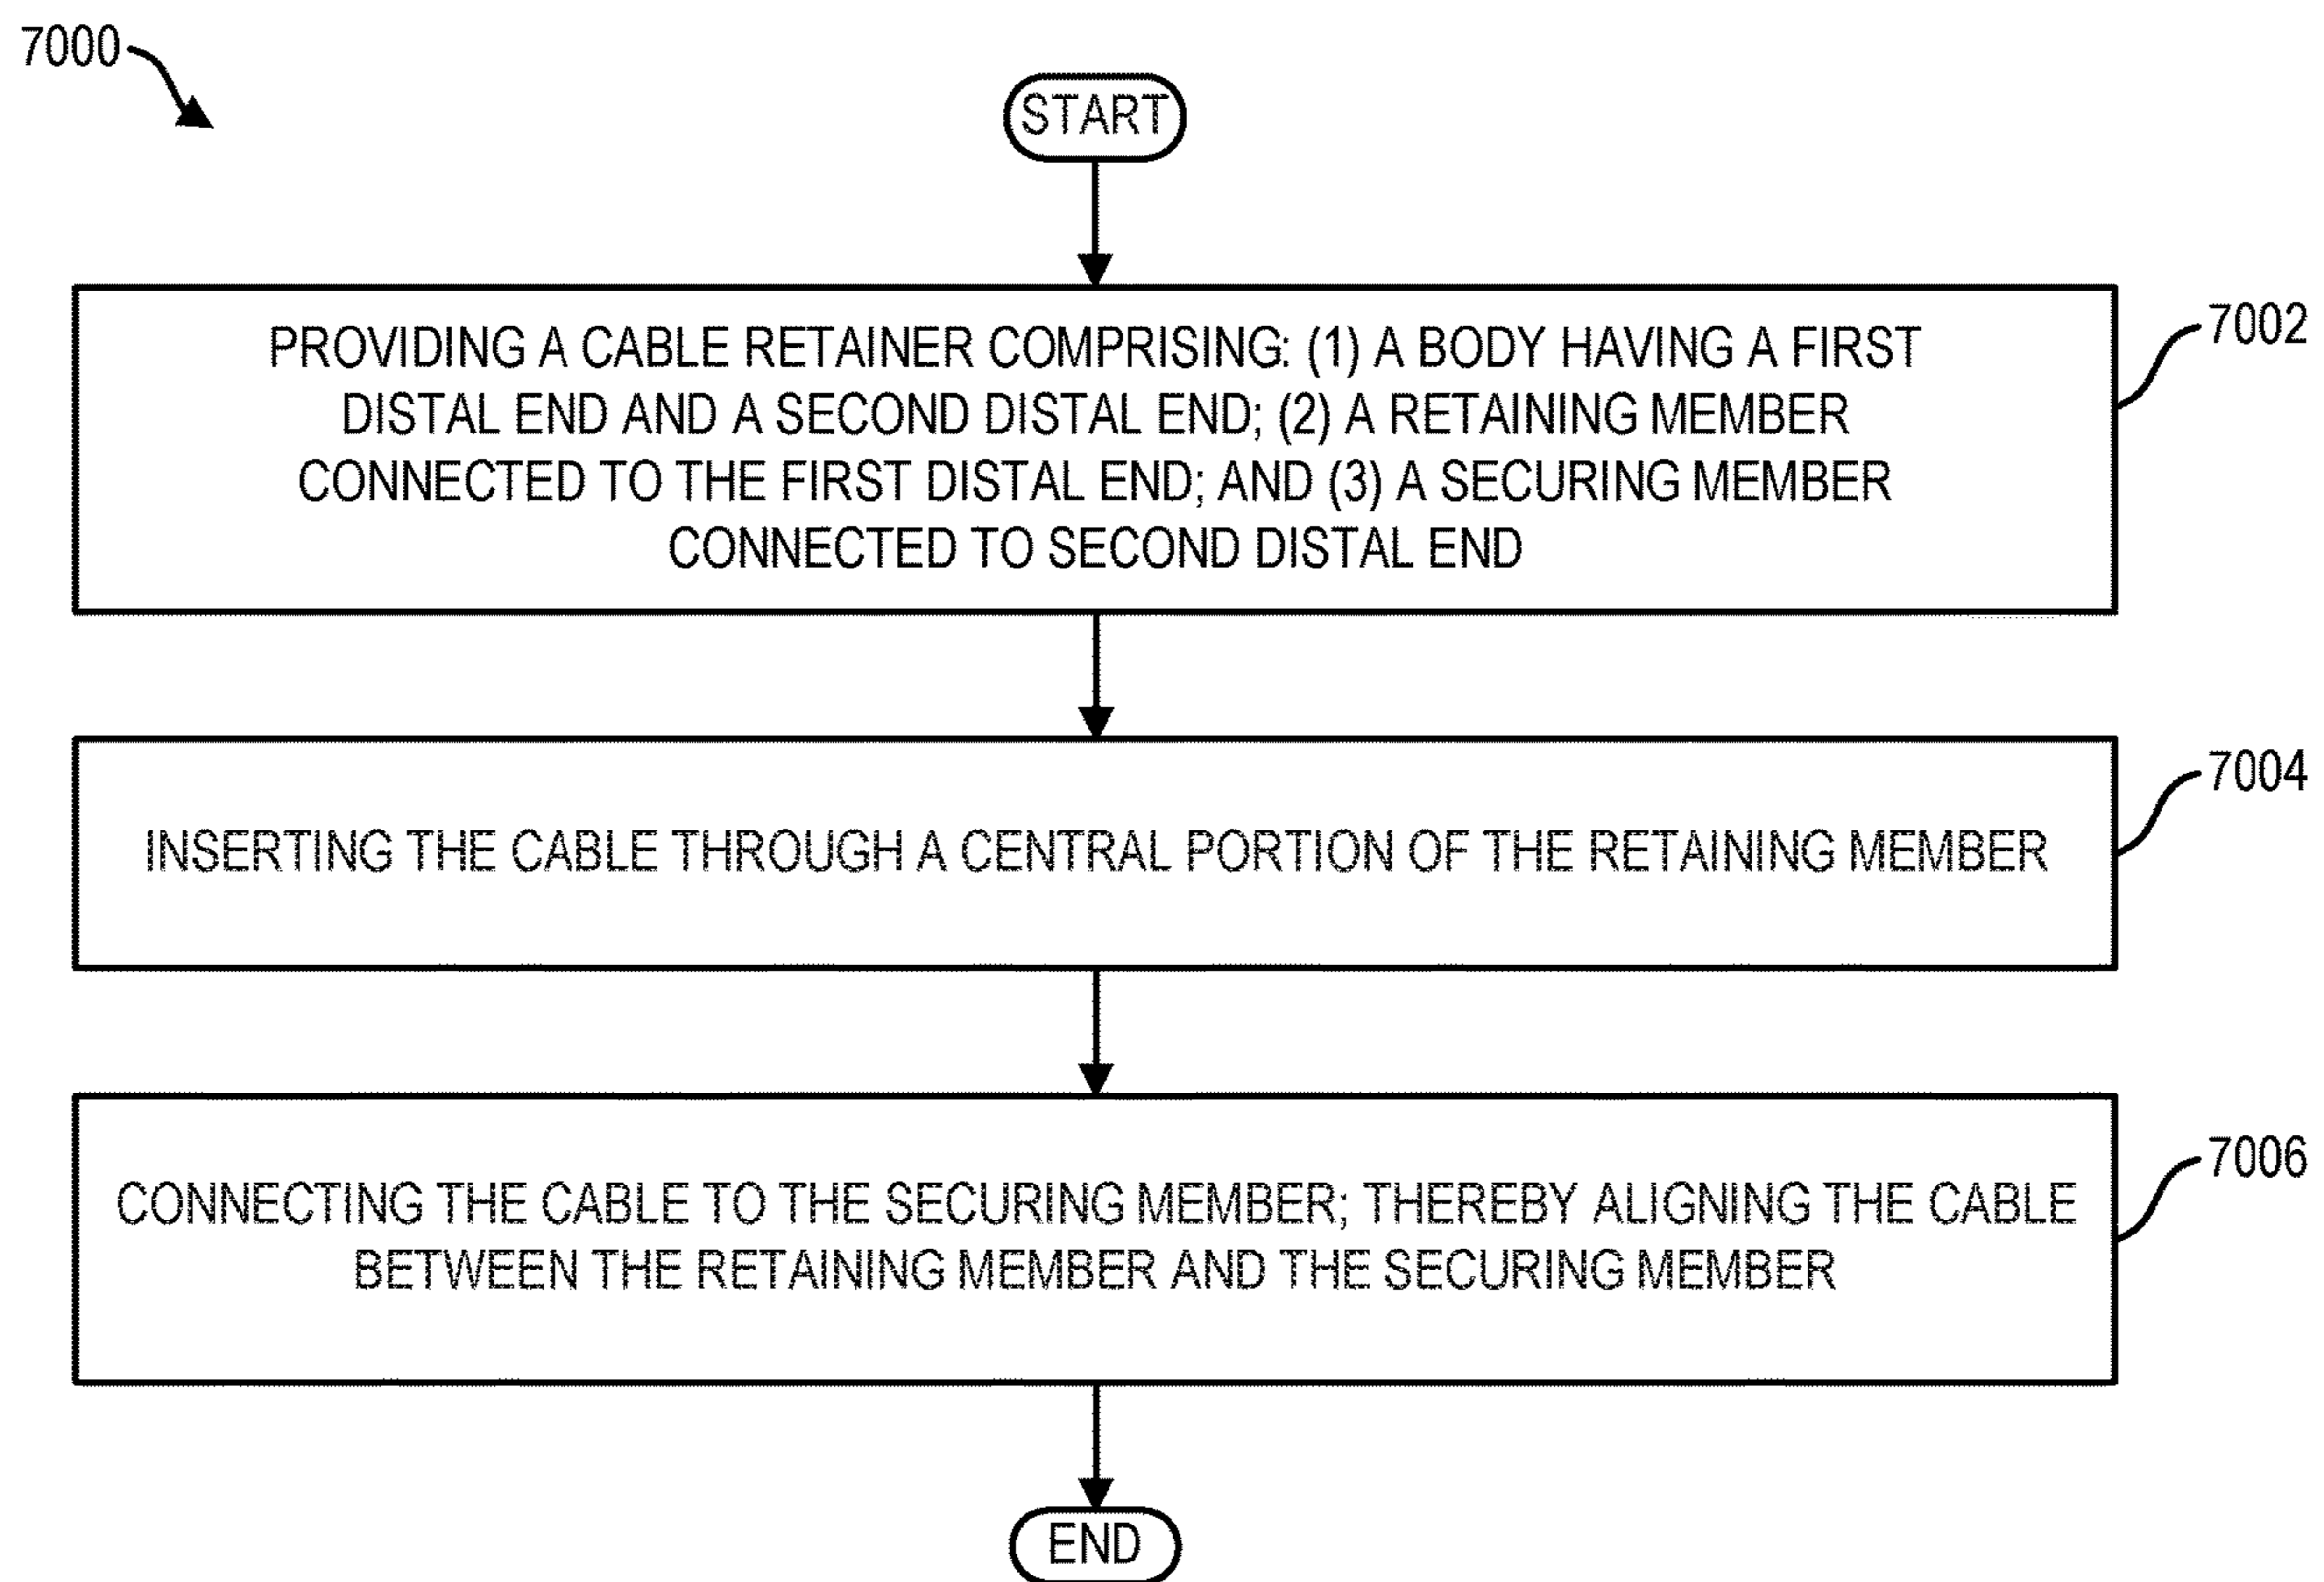 7000
START
PROVIDING A CABLE RETAINER COMPRISING: (1) A BODY HAVING A FIRST
DISTAL END AND A SECOND DISTAL END; (2) A RETAINING MEMBER
CONNECTED TO THE FIRST DISTAL END; AND (3) A SECURING MEMBER
CONNECTED TO SECOND DISTAL END
7002
INSERTING THE CABLE THROUGH A CENTRAL PORTION OF THE RETAINING MEMBER
7004
CONNECTING THE CABLE TO THE SECURING MEMBER; THEREBY ALIGNING THE CABLE
BETWEEN THE RETAINING MEMBER AND THE SECURING MEMBER
7006
END